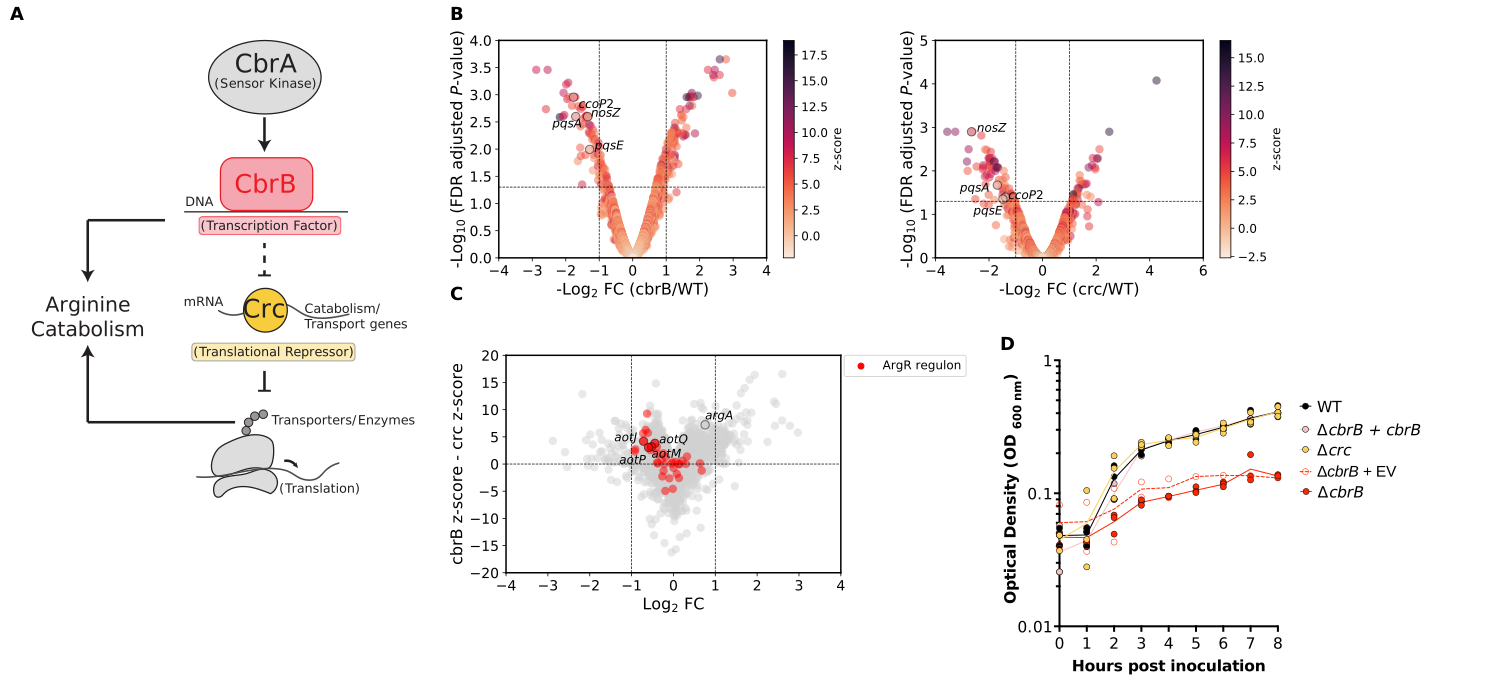 A
CbrA
(Sensor Kinase)
CbrB
DNA
(Transcription Factor)
Arginine
Catabolism
mRNA
Crc
Catabolism/
Transport genes
(Translational Repressor)
Transporters/Enzymes
(Translation)
B
-Log10 (FDR adjusted P-value)
4.0
3.5
3.0
2.5
2.0
1.5
1.0
0.5
0.0
−4 −3 −2 −1 0 1 2 3 4
-Log2 FC (cbrB/WT)
ccoP2
nosZ
pqsA
pqsE
17.5
15.0
12.5
10.0
7.5
5.0
2.5
0.0
z-score
-Log10 (FDR adjusted P-value)
5
4
3
2
1
0
−4 −2 0 2 4 6
-Log2 FC (crc/WT)
nosZ
pqsA
ccoP2
pqsE
15.0
12.5
10.0
7.5
5.0
2.5
0.0
−2.5
z-score
C
cbrB z-score - crc z-score
20
15
10
5
0
−5
−10
−15
−20
−4 −3 −2 −1 0 1 2 3 4
Log2 FC
argA
aotJ
aotQ
aotM
aotP
ArgR regulon
D
Optical Density (OD 600 nm)
1
0.1
0.01
0 1 2 3 4 5 6 7 8
Hours post inoculation
WT
ΔcbrB + cbrB
Δcrc
ΔcbrB + EV
ΔcbrB